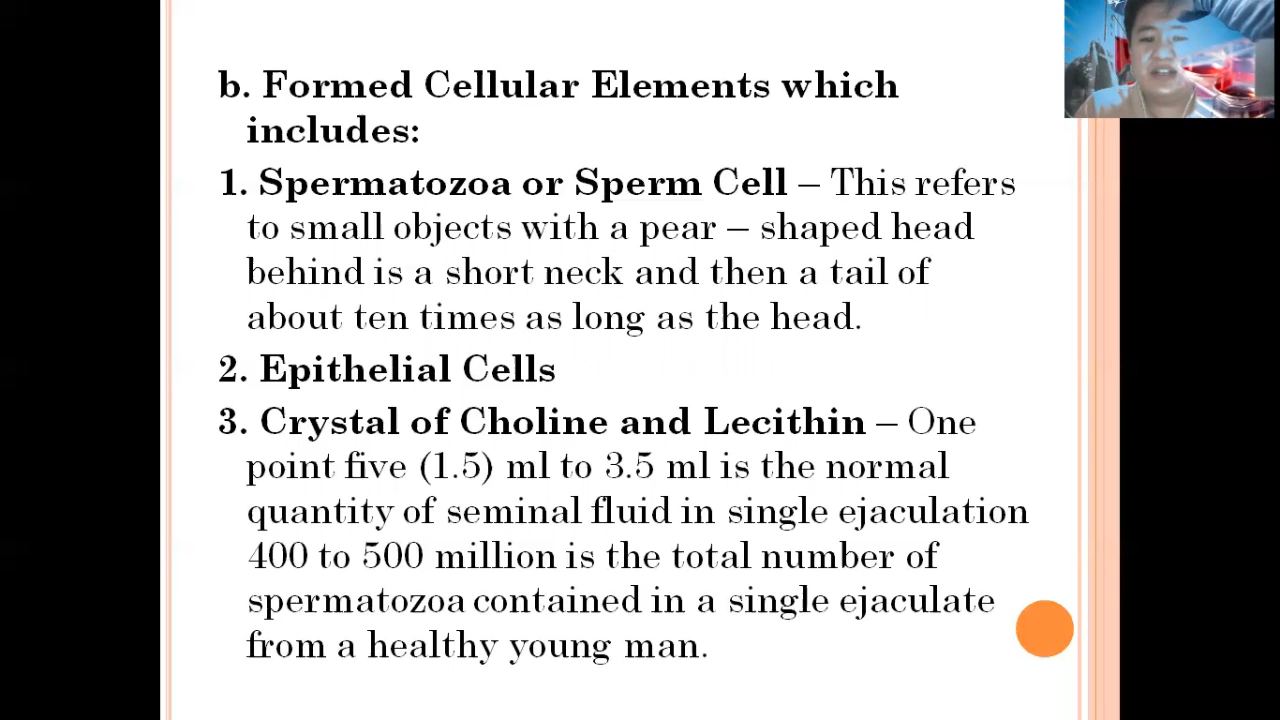 b. Formed Cellular Elements which
includes:
1. Spermatozoa or Sperm Cell – This refers
to small objects with a pear – shaped head
behind is a short neck and then a tail of
about ten times as long as the head.
2. Epithelial Cells
3. Crystal of Choline and Lecithin – One
point five (1.5) ml to 3.5 ml is the normal
quantity of seminal fluid in single ejaculation
400 to 500 million is the total number of
spermatozoa contained in a single ejaculate
from a healthy young man.